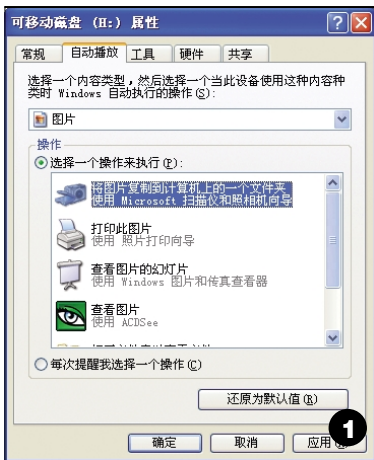 可移动磁盘 (H:) 属性
常规 自动播放 工具 硬件 共享
选择一个内容类型，然后选择一个当此设备使用这种内容种
类时 Windows 自动执行的操作(S):
图片
操作
选择一个操作来执行(P):
将图片复制到计算机上的一个文件夹
使用 Microsoft 扫描仪和照相机向导
打印此图片
使用 照片打印向导
查看图片的幻灯片
使用 Windows 图片和传真查看器
查看图片
使用 ACDSee
每次提醒我选择一个操作(C)
还原为默认值(R)
确定 取消 应用
1